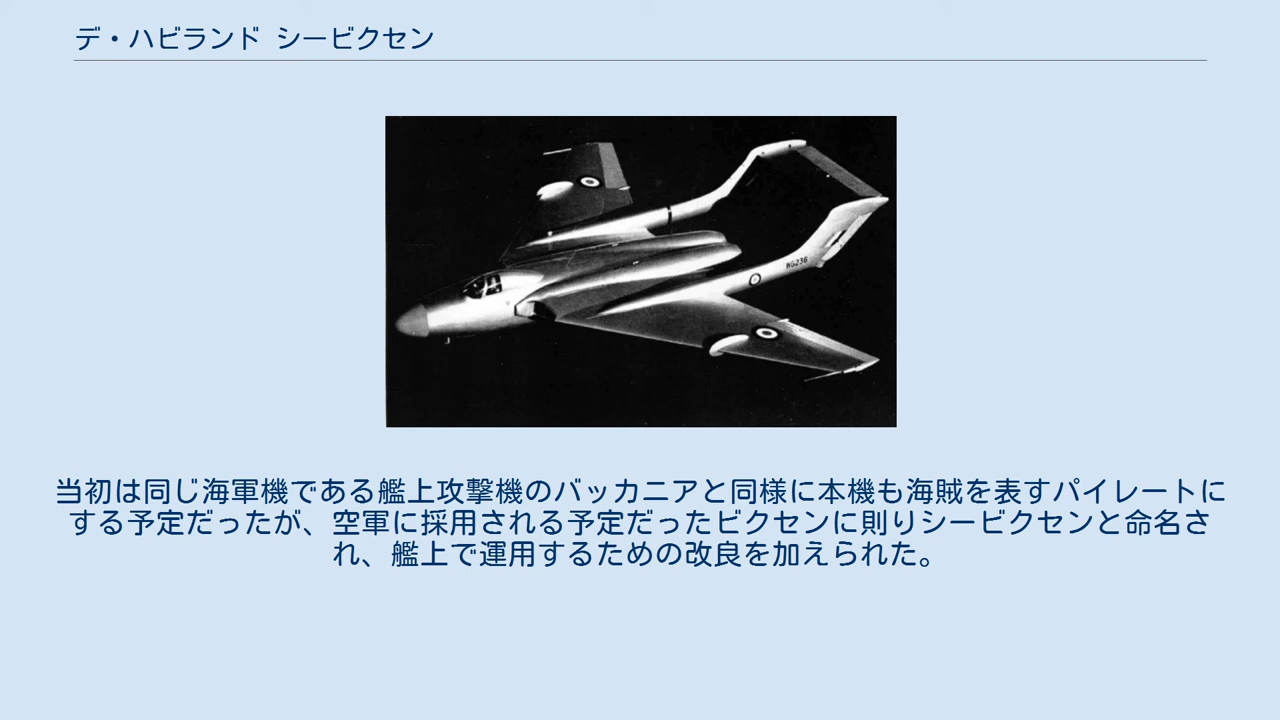 デ・ハビランド シービクセン
WG236
当初は同じ海軍機である艦上攻撃機のバッカニアと同様に本機も海賊を表すパイレートに
する予定だったが、空軍に採用される予定だったビクセンに則りシービクセンと命名さ
れ、艦上で運用するための改良を加えられた。